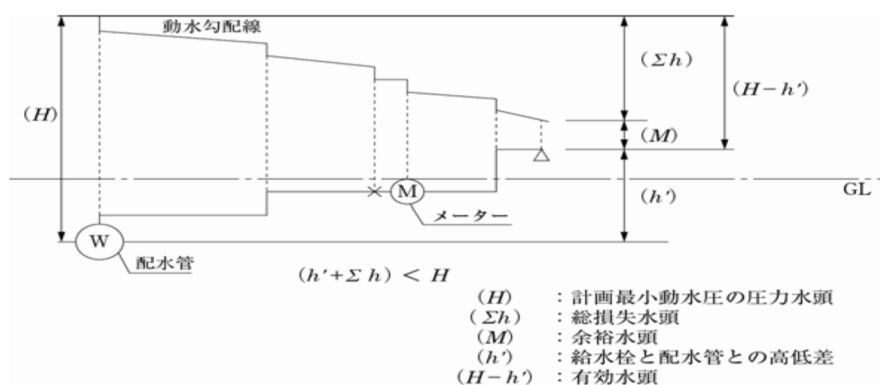 動水勾配線
(Σh)
(H−h′)
(H)
(M)
(h′)
GL
M
メーター
W
配水管
(h′+Σ h) < H
(H) ：計画最小動水圧の圧力水頭
(Σh) ：総損失水頭
(M) ：余裕水頭
(h′) ：給水栓と配水管との高低差
(H−h′) ：有効水頭